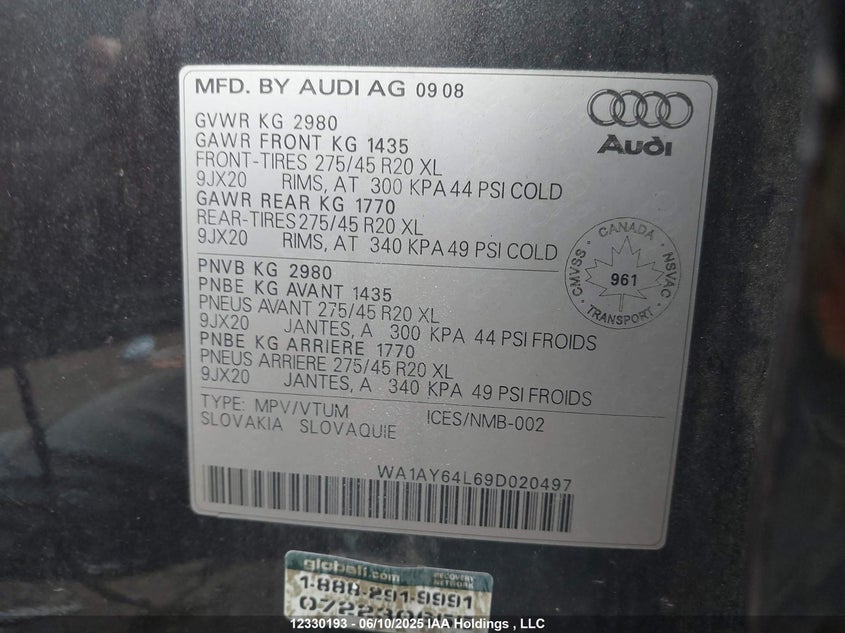 MFD. BY AUDI AG 09 08
Audi
GVWR KG 2980
GAWR FRONT KG 1435
FRONT-TIRES 275/45 R20 XL
9JX20 RIMS, AT 300 KPA 44 PSI COLD
GAWR REAR KG 1770
REAR-TIRES 275/45 R20 XL
9JX20 RIMS, AT 340 KPA 49 PSI COLD
CANADA
CMVSS 961 NSVAC
TRANSPORT
PNVB KG 2980
PNBE KG AVANT 1435
PNEUS AVANT 275/45 R20 XL
9JX20 JANTES, A 300 KPA 44 PSI FROIDS
PNBE KG ARRIERE 1770
PNEUS ARRIERE 275/45 R20 XL
9JX20 JANTES, A 340 KPA 49 PSI FROIDS
TYPE: MPV/VTUM ICES/NMB-002
SLOVAKIA SLOVAQUIE
WA1AY64L69D020497
globali.com RECOVERY NETWORK
1-888-291-9991
12330193 - 06/10/2025 IAA Holdings , LLC